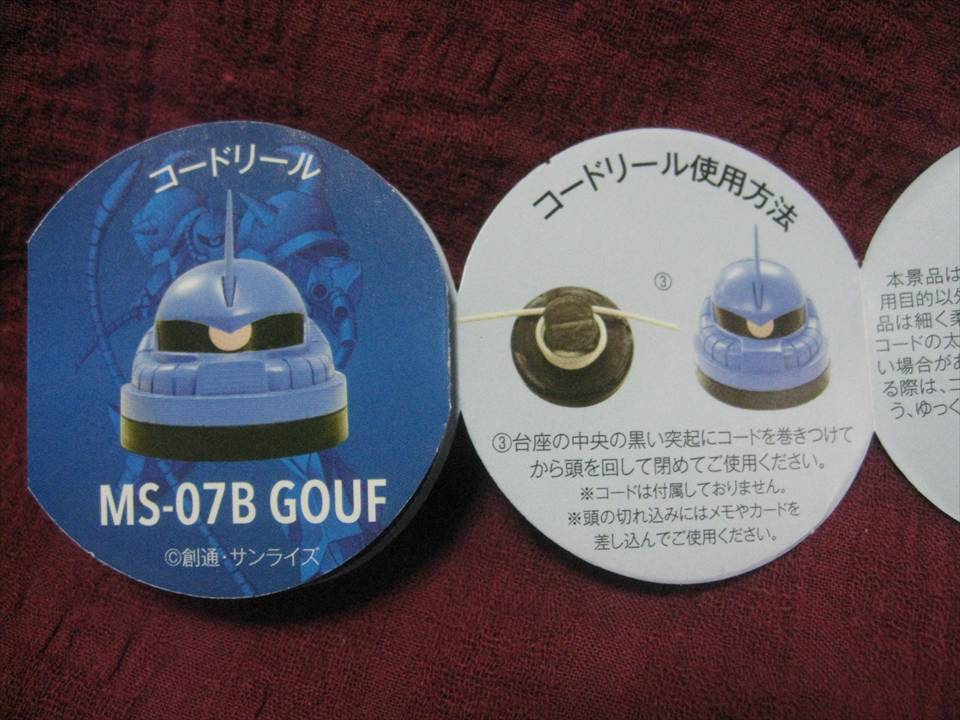 コードリール
MS-07B GOUF
©創通・サンライズ
コードリール使用方法
③
③台座の中央の黒い突起にコードを巻きつけて
から頭を回して閉めてご使用ください。
※コードは付属しておりません。
※頭の切れ込みにはメモやカードを
差し込んでご使用ください。
本景品は
用目的以外
品は細く柔
コードの太
い場合があ
る際は、コ
う、ゆっく